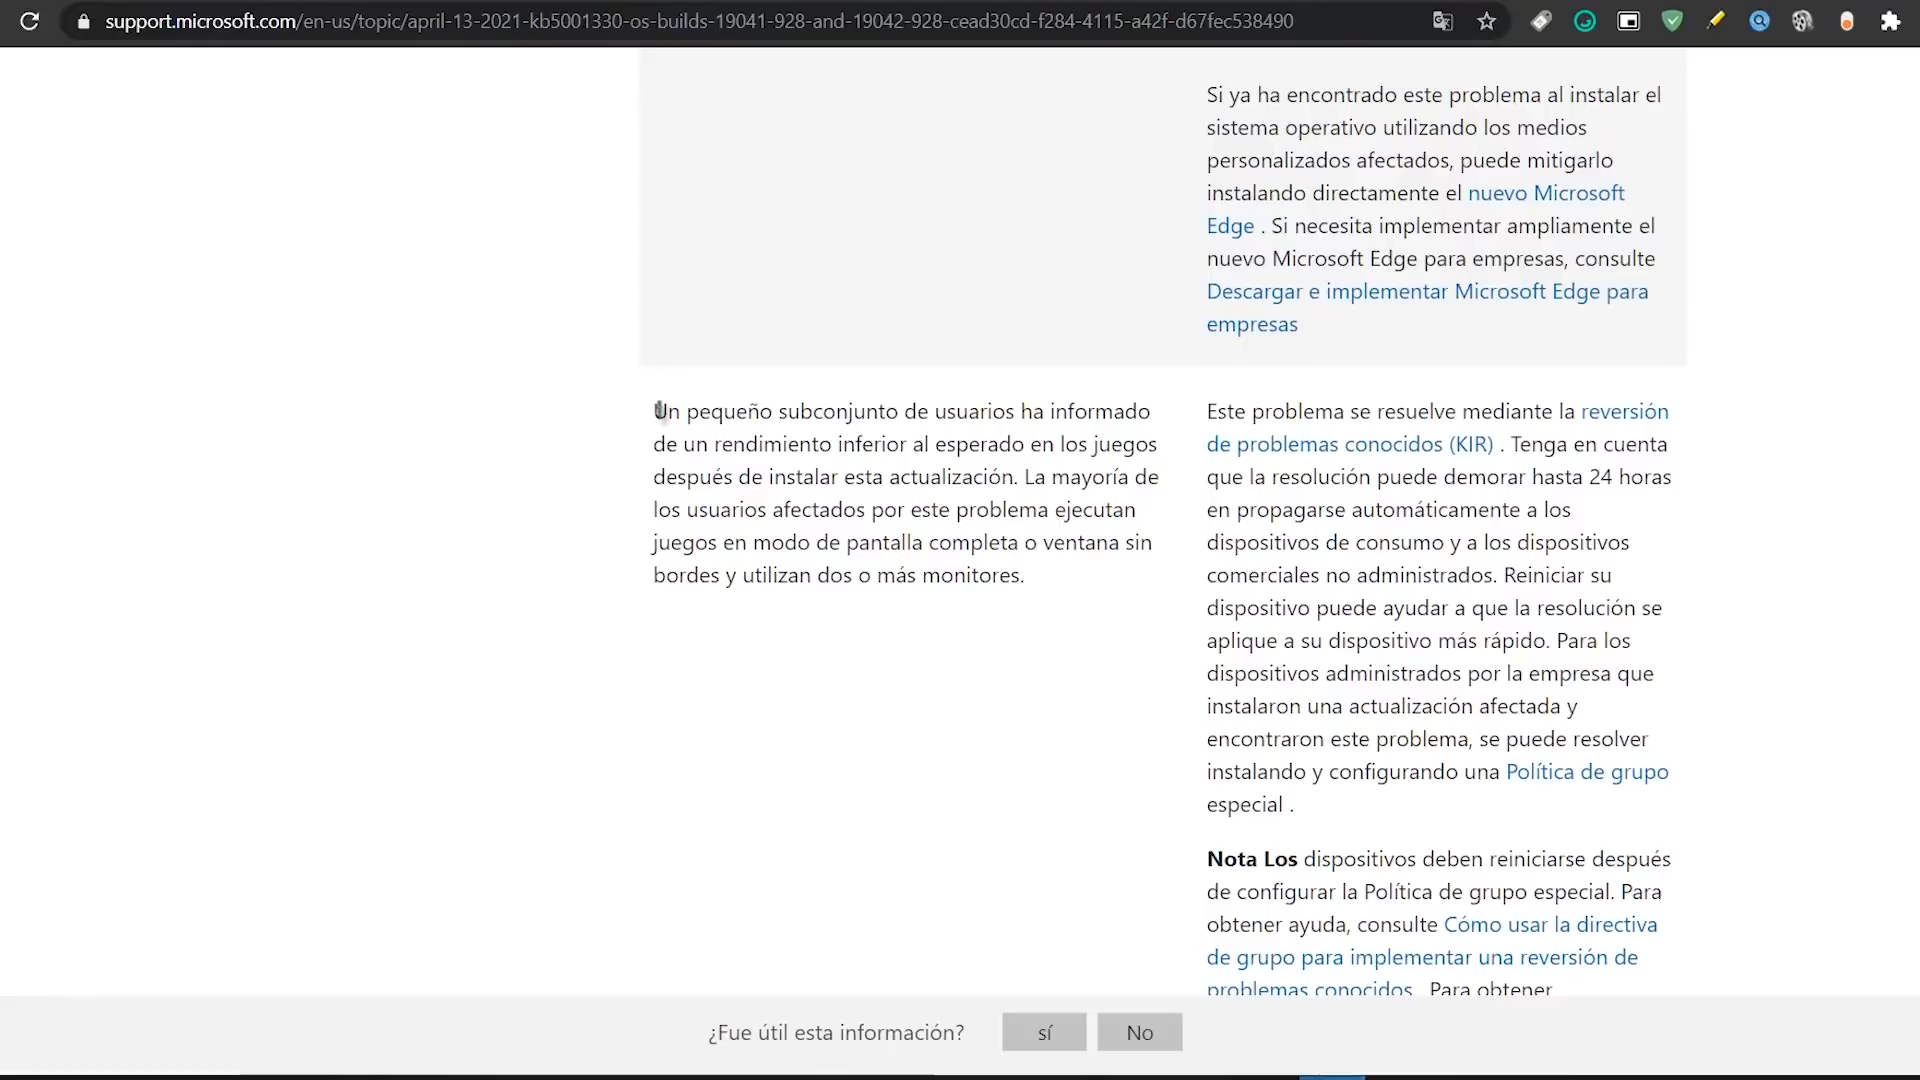 support.microsoft.com/en-us/topic/april-13-2021-kb5001330-os-builds-19041-928-and-19042-928-cead30cd-f284-4115-a42f-d67fec538490
Si ya ha encontrado este problema al instalar el
sistema operativo utilizando los medios
personalizados afectados, puede mitigarlo
instalando directamente el nuevo Microsoft
Edge . Si necesita implementar ampliamente el
nuevo Microsoft Edge para empresas, consulte
Descargar e implementar Microsoft Edge para
empresas
Un pequeño subconjunto de usuarios ha informado
de un rendimiento inferior al esperado en los juegos
después de instalar esta actualización. La mayoría de
los usuarios afectados por este problema ejecutan
juegos en modo de pantalla completa o ventana sin
bordes y utilizan dos o más monitores.
Este problema se resuelve mediante la reversión
de problemas conocidos (KIR) . Tenga en cuenta
que la resolución puede demorar hasta 24 horas
en propagarse automáticamente a los
dispositivos de consumo y a los dispositivos
comerciales no administrados. Reiniciar su
dispositivo puede ayudar a que la resolución se
aplique a su dispositivo más rápido. Para los
dispositivos administrados por la empresa que
instalaron una actualización afectada y
encontraron este problema, se puede resolver
instalando y configurando una Política de grupo
especial .
Nota Los dispositivos deben reiniciarse después
de configurar la Política de grupo especial. Para
obtener ayuda, consulte Cómo usar la directiva
de grupo para implementar una reversión de
problemas conocidos . Para obtener
¿Fue útil esta información?
sí
No